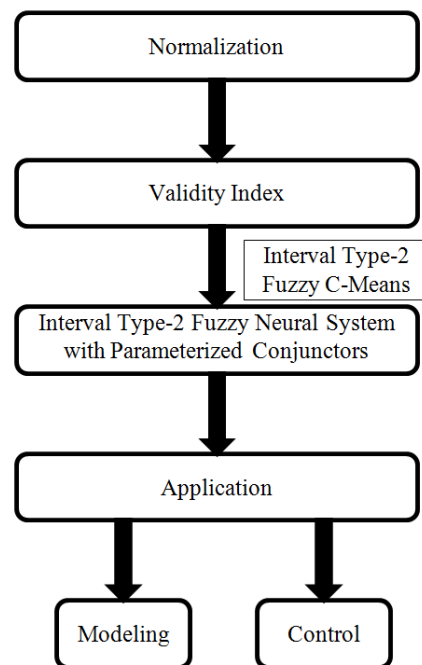 Normalization
Validity Index
Interval Type-2
Fuzzy C-Means
Interval Type-2 Fuzzy Neural System
with Parameterized Conjunctors
Application
Modeling
Control